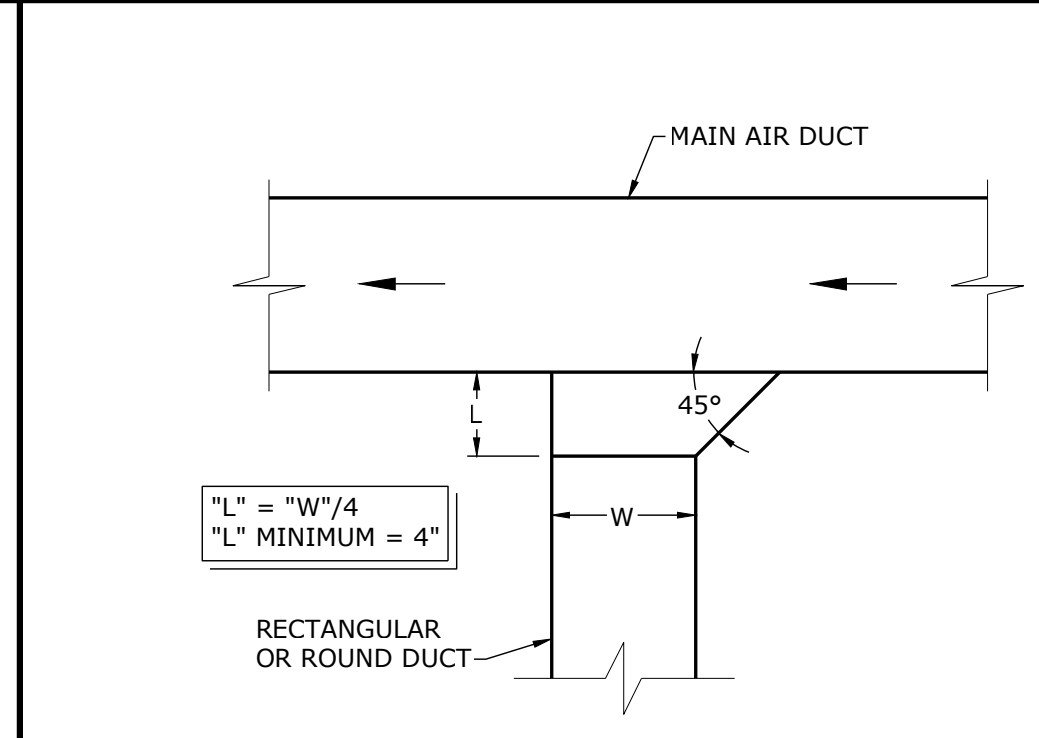 MAIN AIR DUCT
L
45°
"L" = "W"/4
"L" MINIMUM = 4"
W
RECTANGULAR
OR ROUND DUCT